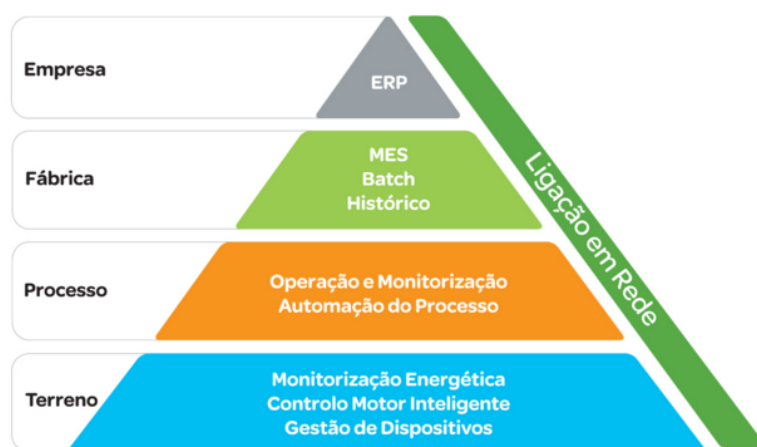 Empresa
ERP
Fábrica
MES
Batch
Histórico
Processo
Operação e Monitorização
Automação do Processo
Terreno
Monitorização Energética
Controlo Motor Inteligente
Gestão de Dispositivos
Ligação em Rede